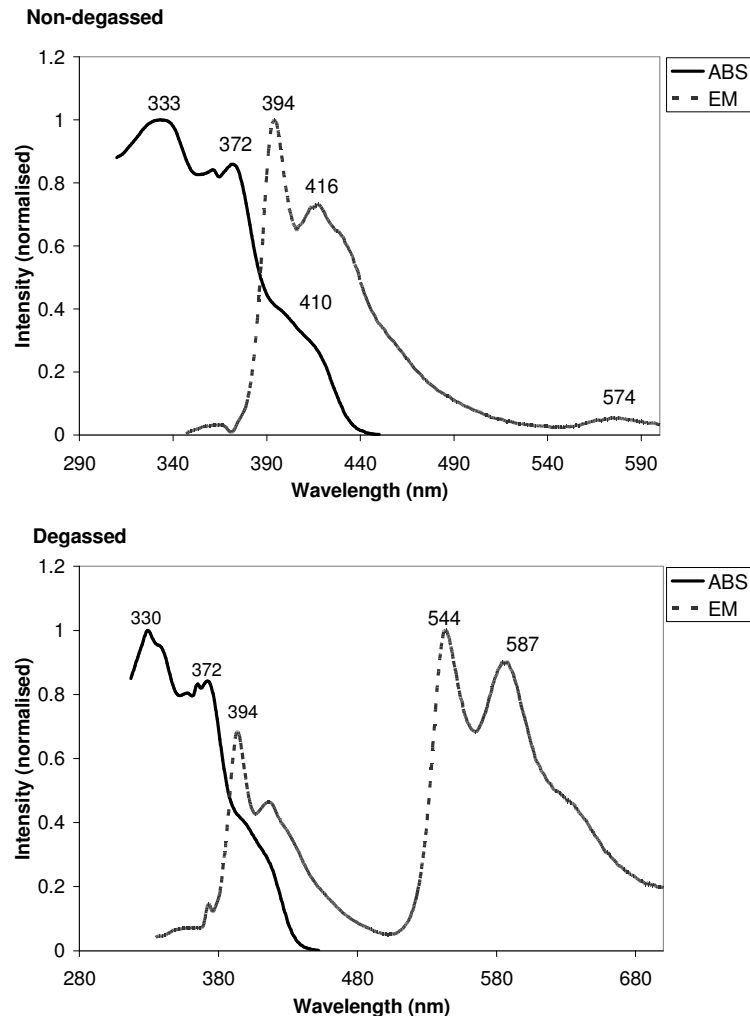 Non-degassed
1.2
1
0.8
0.6
0.4
0.2
0
Intensity (normalised)
333
372
394
416
410
574
ABS
EM
290 340 390 440 490 540 590
Wavelength (nm)
Degassed
1.2
1
0.8
0.6
0.4
0.2
0
Intensity (normalised)
330
372
394
544
587
ABS
EM
280 380 480 580 680
Wavelength (nm)